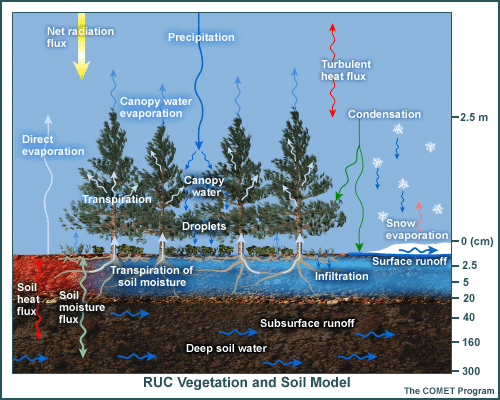 Net radiation
flux
Precipitation
Turbulent
heat flux
Canopy water
evaporation
Condensation
2.5 m
Direct
evaporation
Transpiration
Canopy
water
Droplets
Snow
evaporation
0 (cm)
Surface runoff
Transpiration of
soil moisture
Infiltration
2.5
5
Soil
heat
flux
Soil
moisture
flux
20
40
Subsurface runoff
160
Deep soil water
300
RUC Vegetation and Soil Model
The COMET Program